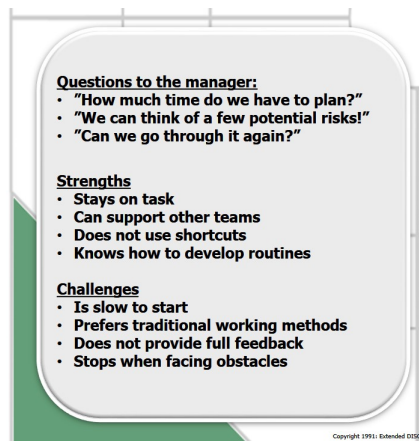 Questions to the manager:
• ”How much time do we have to plan?”
• ”We can think of a few potential risks!”
• ”Can we go through it again?”
Strengths
• Stays on task
• Can support other teams
• Does not use shortcuts
• Knows how to develop routines
Challenges
• Is slow to start
• Prefers traditional working methods
• Does not provide full feedback
• Stops when facing obstacles
Copyright 1991: Extended DISC